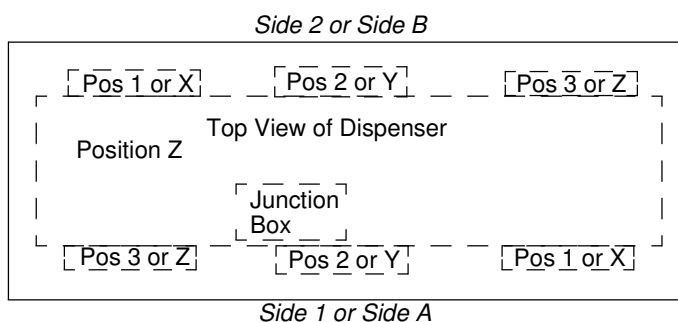 Side 2 or Side B
Pos 1 or X
Pos 2 or Y
Pos 3 or Z
Top View of Dispenser
Position Z
Junction
Box
Pos 3 or Z
Pos 2 or Y
Pos 1 or X
Side 1 or Side A